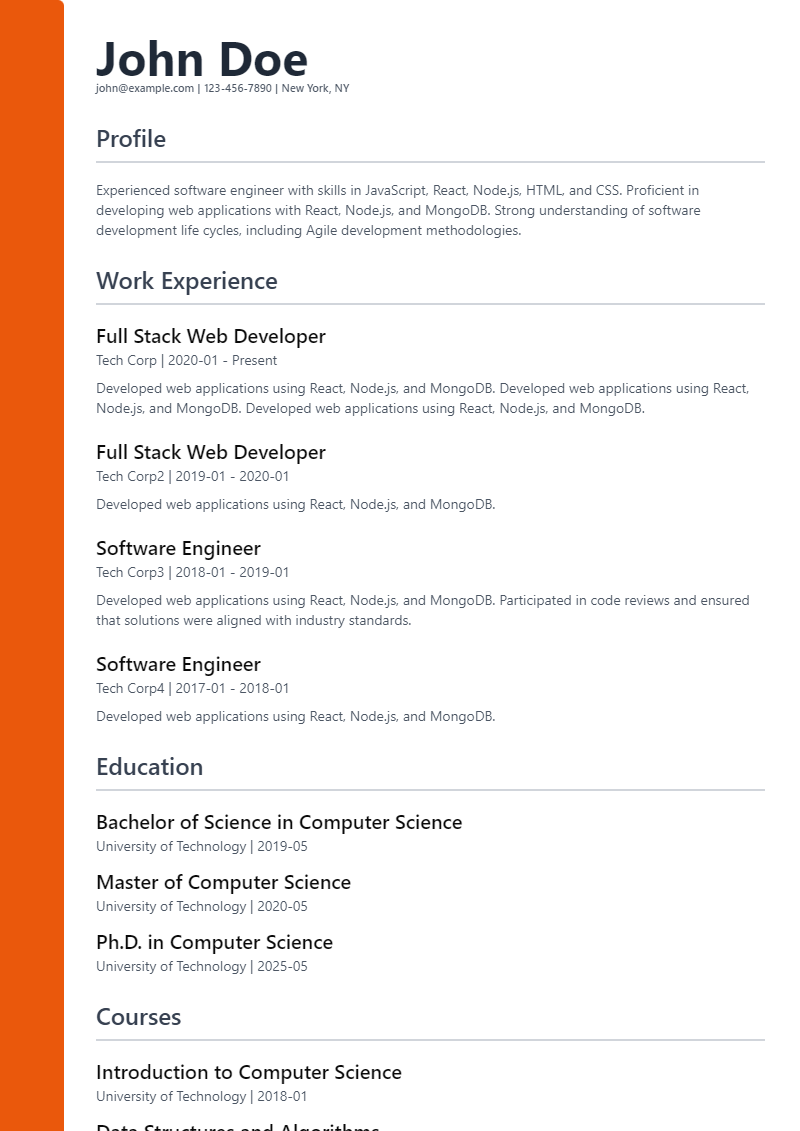 John Doe
john@example.com | 123-456-7890 | New York, NY
Profile
Experienced software engineer with skills in JavaScript, React, Node.js, HTML, and CSS. Proficient in
developing web applications with React, Node.js, and MongoDB. Strong understanding of software
development life cycles, including Agile development methodologies.
Work Experience
Full Stack Web Developer
Tech Corp | 2020-01 - Present
Developed web applications using React, Node.js, and MongoDB. Developed web applications using React,
Node.js, and MongoDB. Developed web applications using React, Node.js, and MongoDB.
Full Stack Web Developer
Tech Corp2 | 2019-01 - 2020-01
Developed web applications using React, Node.js, and MongoDB.
Software Engineer
Tech Corp3 | 2018-01 - 2019-01
Developed web applications using React, Node.js, and MongoDB. Participated in code reviews and ensured
that solutions were aligned with industry standards.
Software Engineer
Tech Corp4 | 2017-01 - 2018-01
Developed web applications using React, Node.js, and MongoDB.
Education
Bachelor of Science in Computer Science
University of Technology | 2019-05
Master of Computer Science
University of Technology | 2020-05
Ph.D. in Computer Science
University of Technology | 2025-05
Courses
Introduction to Computer Science
University of Technology | 2018-01
Data Structures and Algorithms